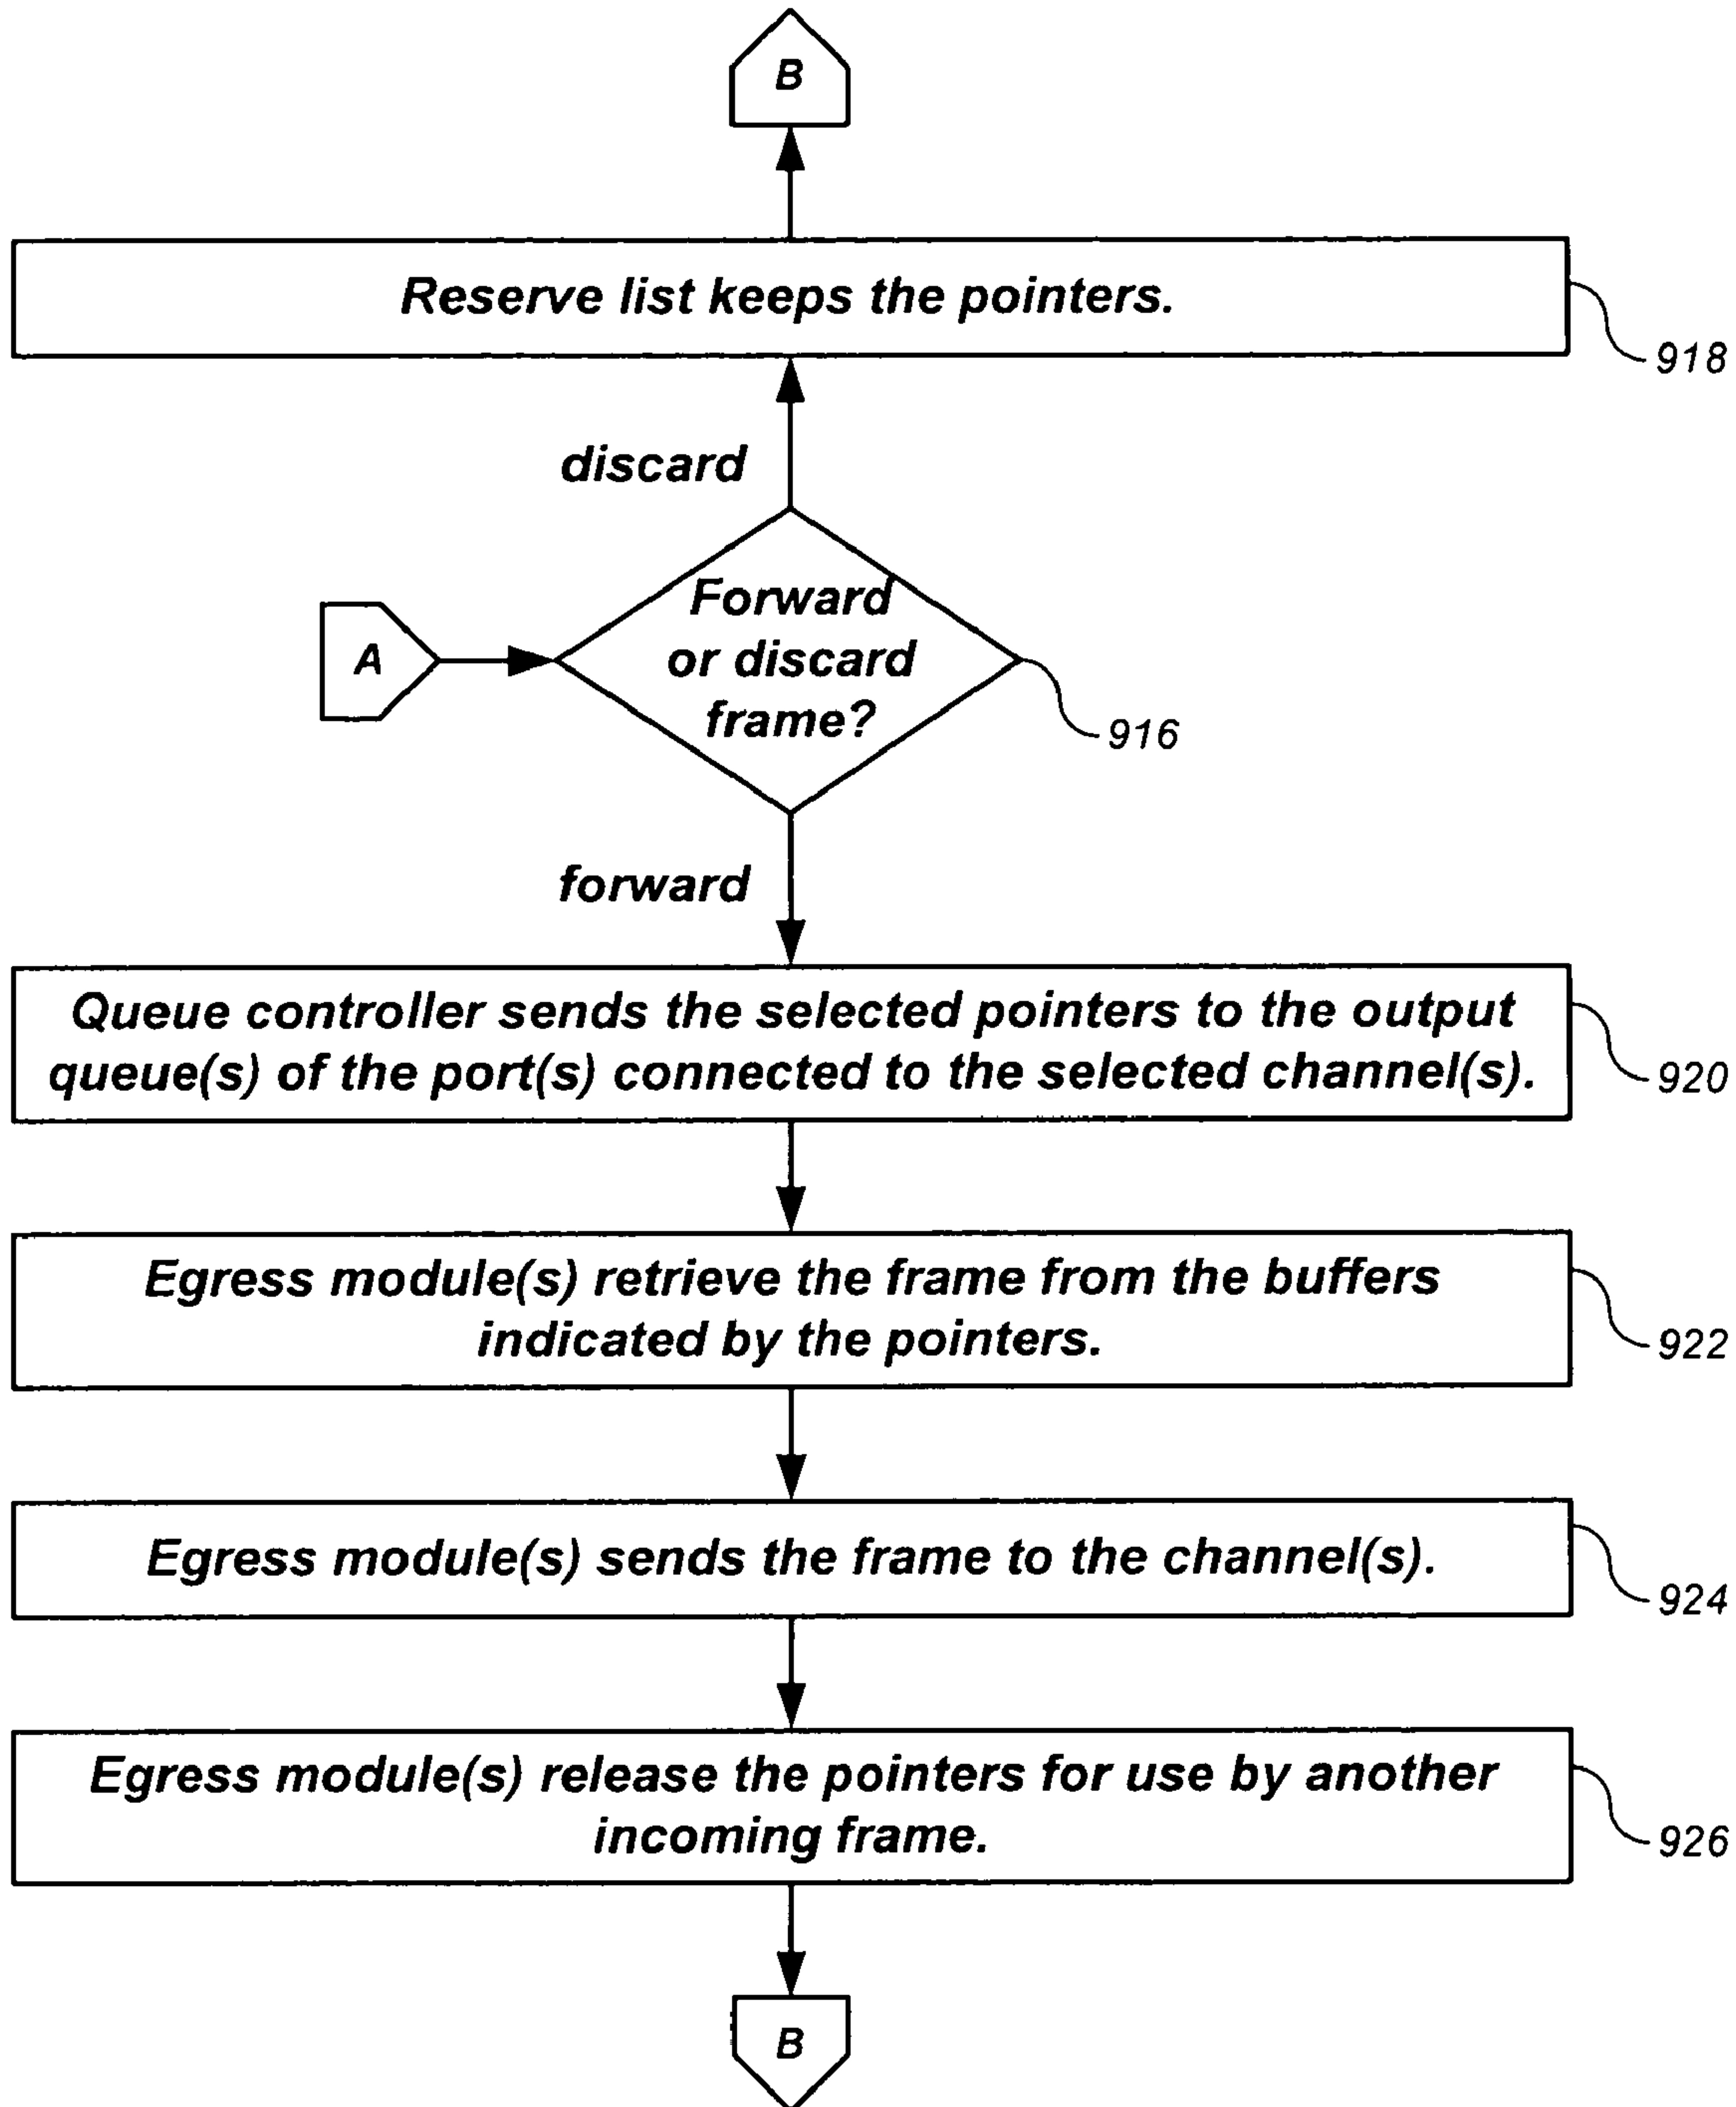 B
Reserve list keeps the pointers.
918
discard
Forward
or discard
frame?
A
916
forward
Queue controller sends the selected pointers to the output
queue(s) of the port(s) connected to the selected channel(s).
920
Egress module(s) retrieve the frame from the buffers
indicated by the pointers.
922
Egress module(s) sends the frame to the channel(s).
924
Egress module(s) release the pointers for use by another
incoming frame.
926
B